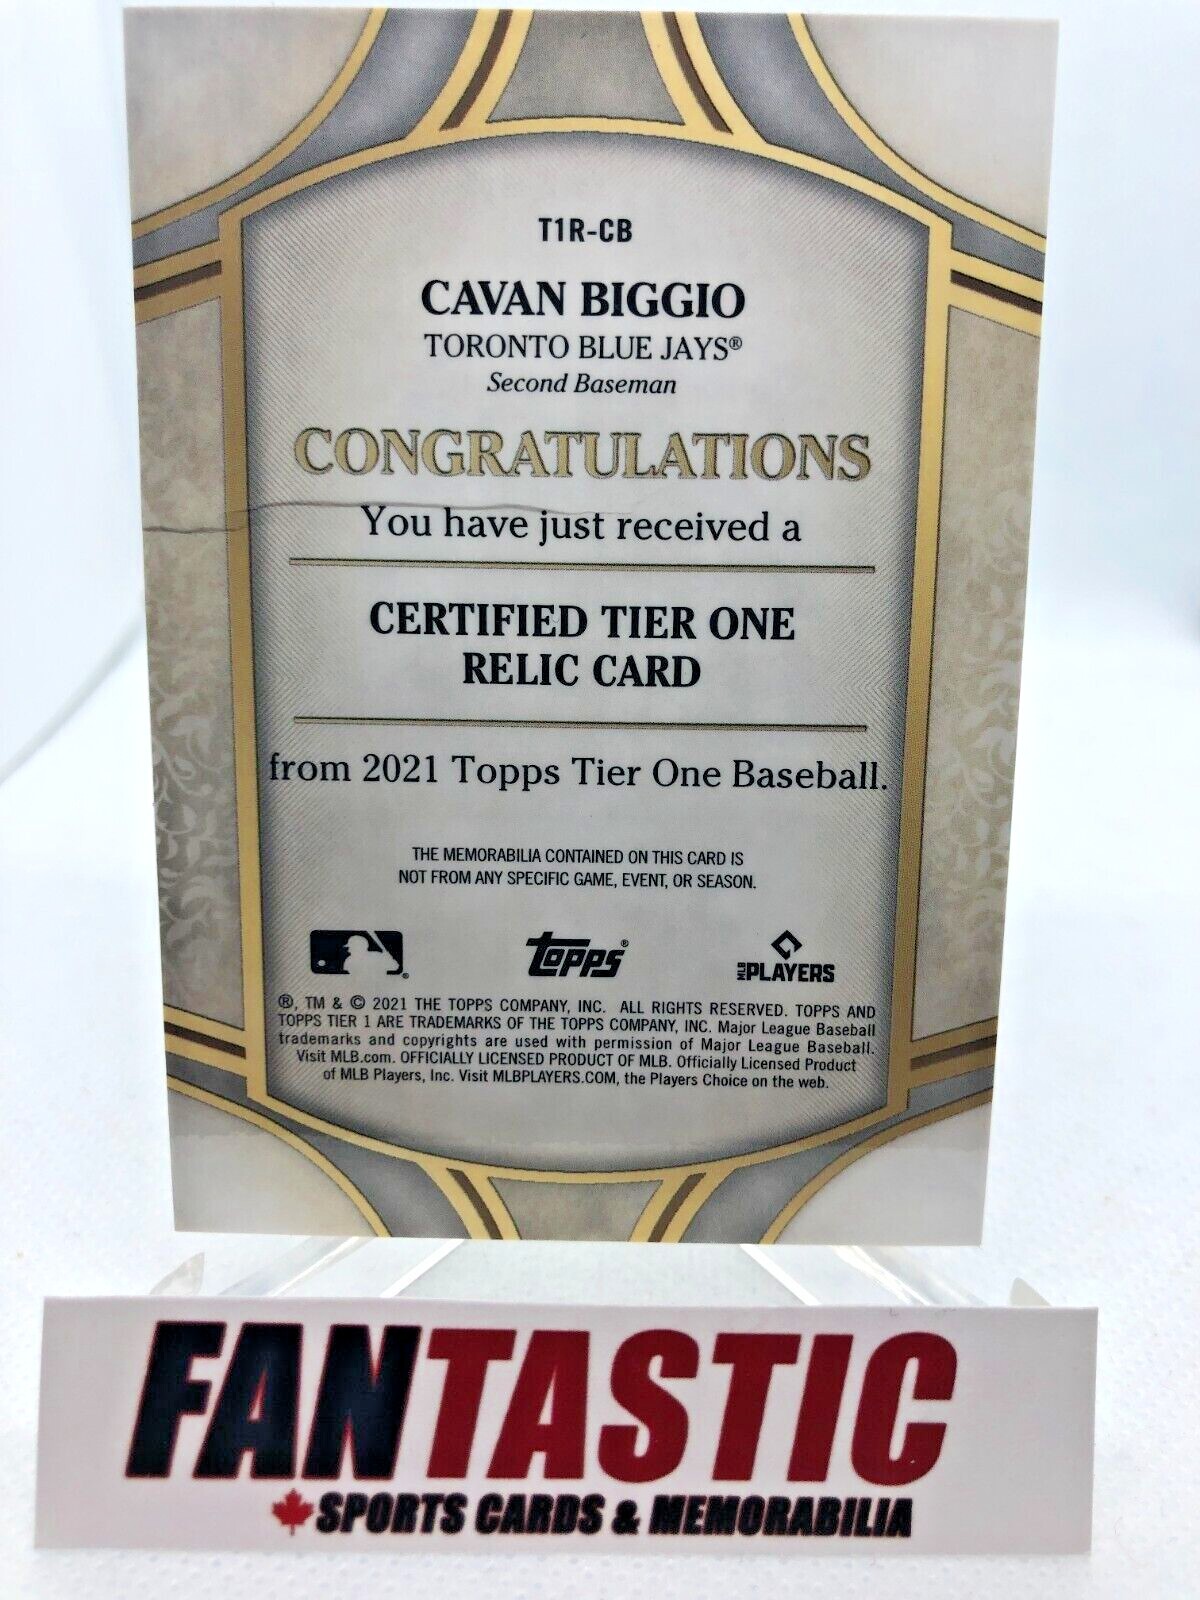 T1R-CB
CAVAN BIGGIO
TORONTO BLUE JAYS®
Second Baseman
CONGRATULATIONS
You have just received a
CERTIFIED TIER ONE
RELIC CARD
from 2021 Topps Tier One Baseball.
THE MEMORABILIA CONTAINED ON THIS CARD IS
NOT FROM ANY SPECIFIC GAME, EVENT, OR SEASON.
® Topps® MLB PLAYERS
®, TM & © 2021 THE TOPPS COMPANY, INC. ALL RIGHTS RESERVED. TOPPS AND
TOPPS TIER 1 ARE TRADEMARKS OF THE TOPPS COMPANY, INC. Major League Baseball
trademarks and copyrights are used with permission of Major League Baseball.
Visit MLB.com. OFFICIALLY LICENSED PRODUCT OF MLB. Officially Licensed Product
of MLB Players, Inc. Visit MLBPLAYERS.COM, the Players Choice on the web.
FANTASTIC
SPORTS CARDS & MEMORABILIA